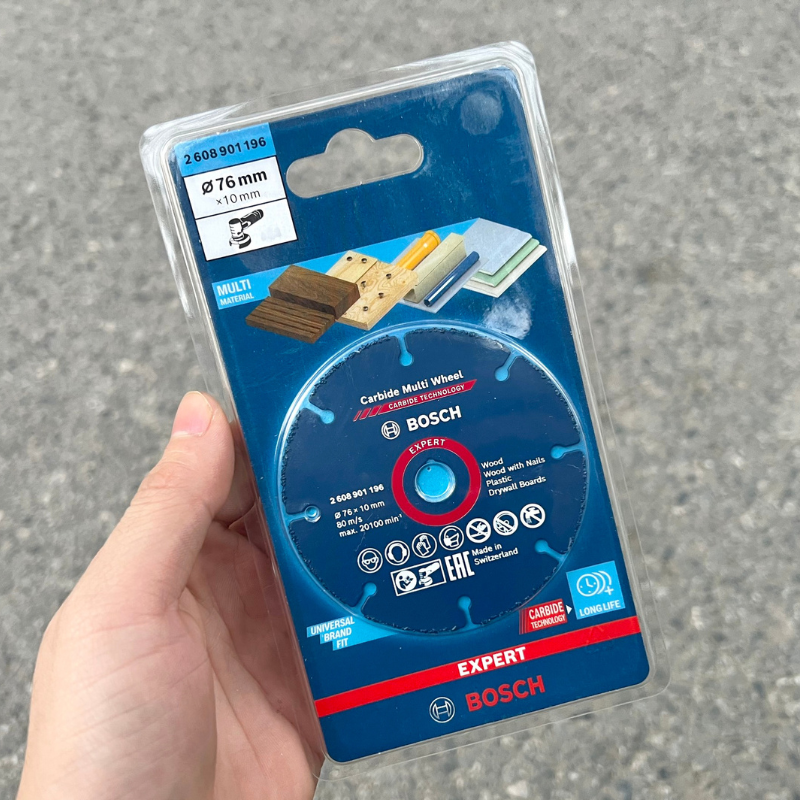 2 608 901 196
Ø 76 mm
× 10 mm
MULTI
MATERIAL
Carbide Multi Wheel
CARBIDE TECHNOLOGY
BOSCH
EXPERT
2 608 901 196
Ø 76 × 10 mm
80 m/s
max. 20100 min⁻¹
Wood
Wood with Nails
Plastic
Drywall Boards
EAC
Made in
Switzerland
UNIVERSAL
BRAND
FIT
CARBIDE
TECHNOLOGY
LONG LIFE
EXPERT
BOSCH